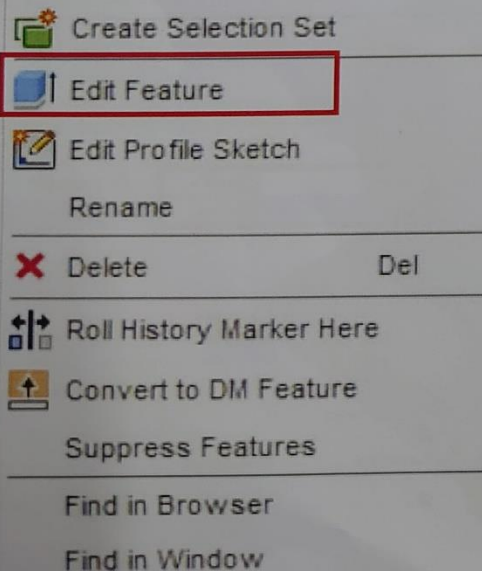 Create Selection Set
Edit Feature
Edit Profile Sketch
Rename
Delete Del
Roll History Marker Here
Convert to DM Feature
Suppress Features
Find in Browser
Find in Window